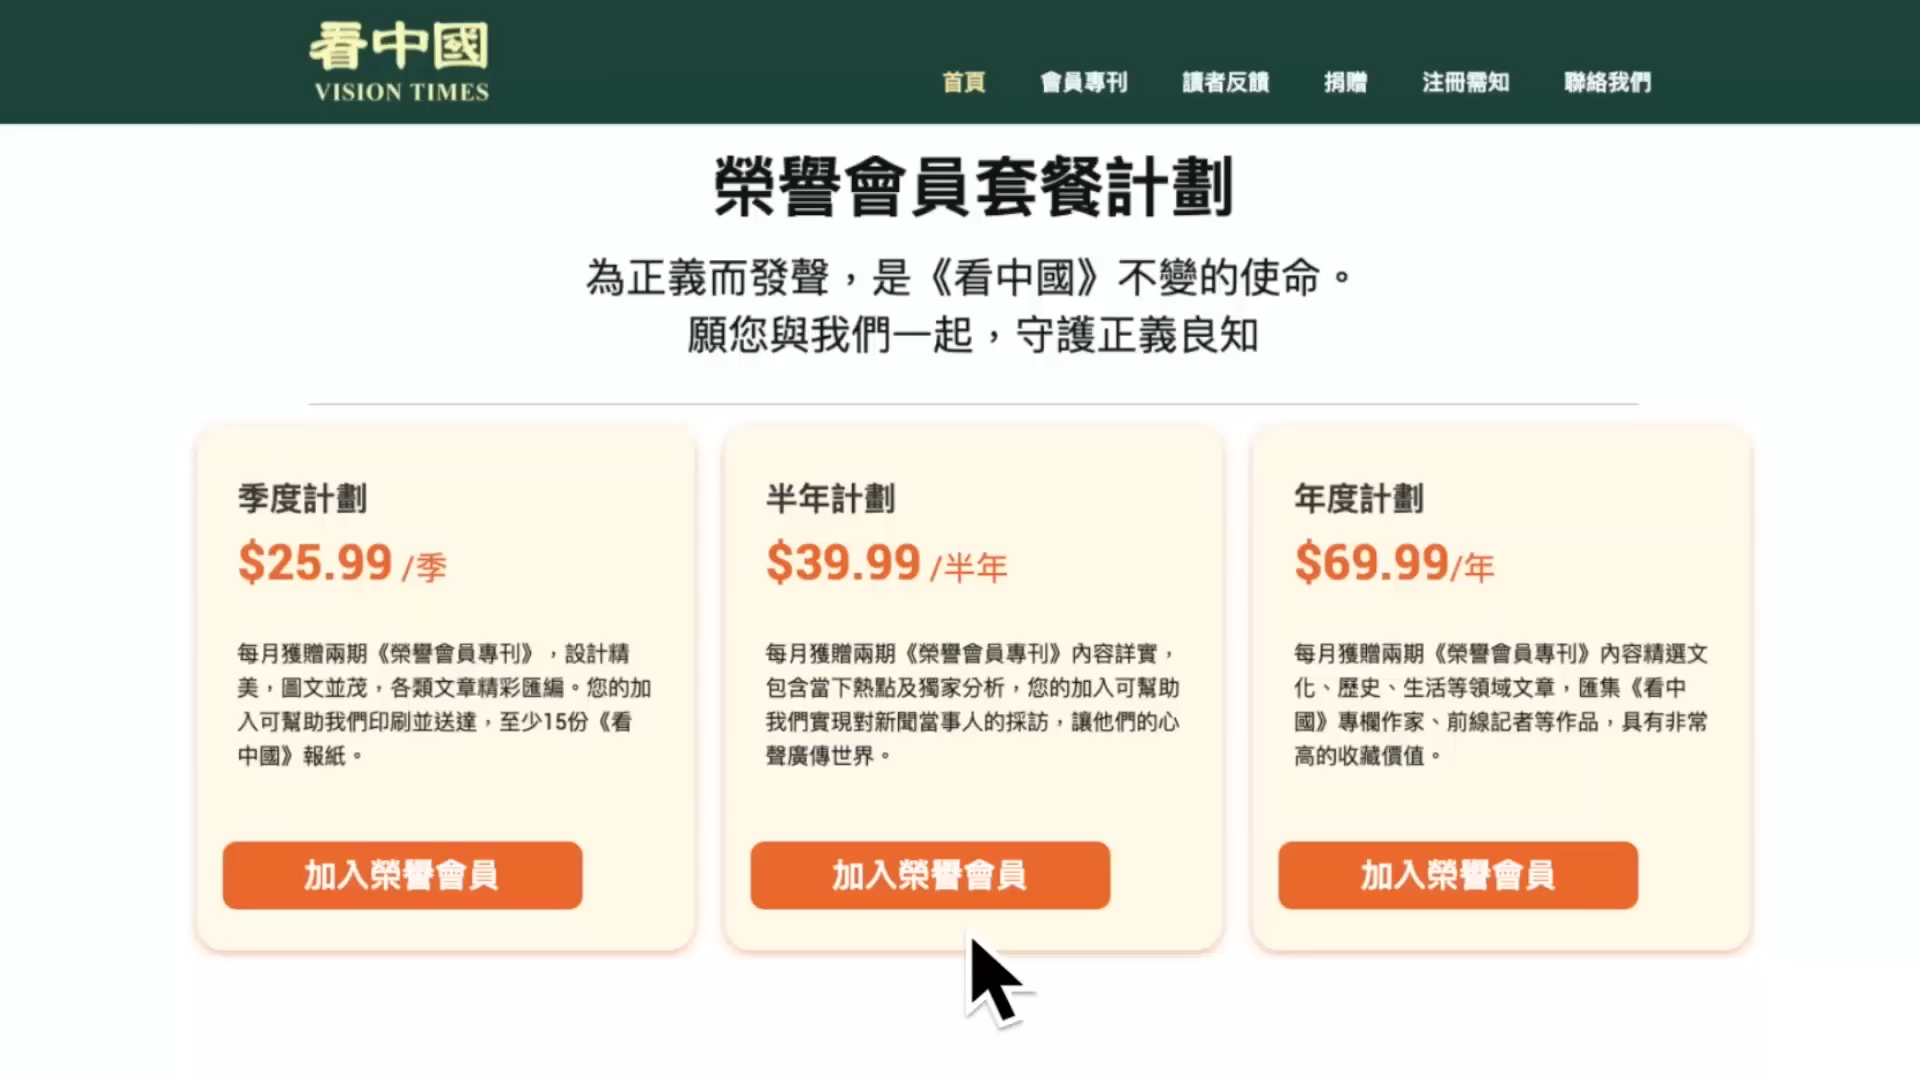 看中國
VISION TIMES
首頁 會員專刊 讀者反饋 捐贈 注冊需知 聯絡我們
榮譽會員套餐計劃
為正義而發聲，是《看中國》不變的使命。
願您與我們一起，守護正義良知
季度計劃
$25.99 /季
每月獲贈兩期《榮譽會員專刊》，設計精
美，圖文並茂，各類文章精彩匯編。您的加
入可幫助我們印刷並送達，至少15份《看
中國》報紙。
加入榮譽會員
半年計劃
$39.99 /半年
每月獲贈兩期《榮譽會員專刊》內容詳實，
包含當下熱點及獨家分析，您的加入可幫助
我們實現對新聞當事人的採訪，讓他們的心
聲廣傳世界。
加入榮譽會員
年度計劃
$69.99/年
每月獲贈兩期《榮譽會員專刊》內容精選文
化、歷史、生活等領域文章，匯集《看中
國》專欄作家、前線記者等作品，具有非常
高的收藏價值。
加入榮譽會員